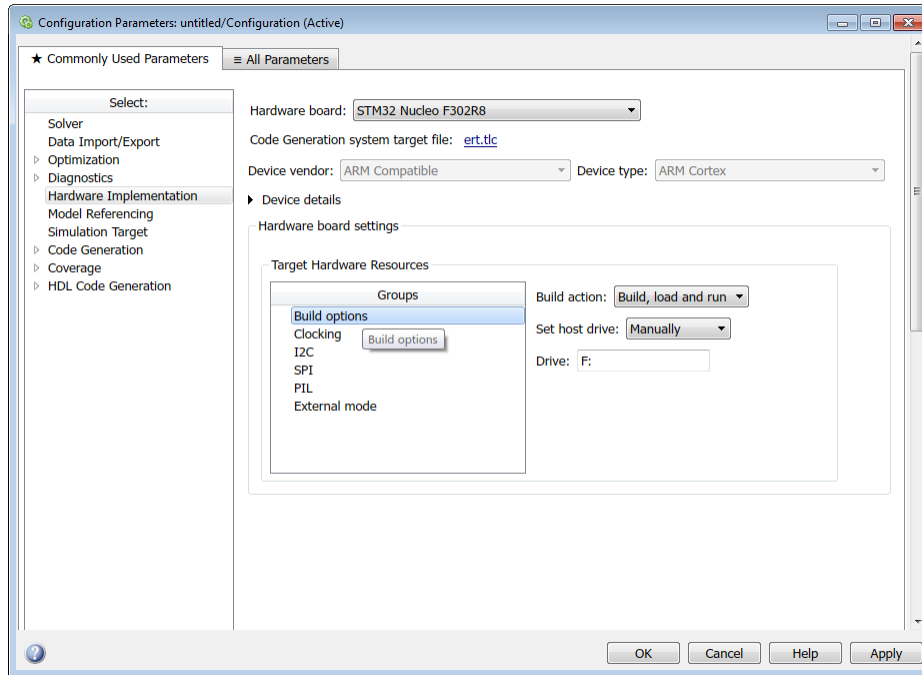 Configuration Parameters: untitled/Configuration (Active)
★ Commonly Used Parameters
≡ All Parameters
Select:
Solver
Data Import/Export
Optimization
Diagnostics
Hardware Implementation
Model Referencing
Simulation Target
Code Generation
Coverage
HDL Code Generation
Hardware board: STM32 Nucleo F302R8
Code Generation system target file: ert.tlc
Device vendor: ARM Compatible Device type: ARM Cortex
Device details
Hardware board settings
Target Hardware Resources
Groups
Build options
Clocking
Build options
I2C
SPI
PIL
External mode
Build action: Build, load and run
Set host drive: Manually
Drive: F:
OK Cancel Help Apply